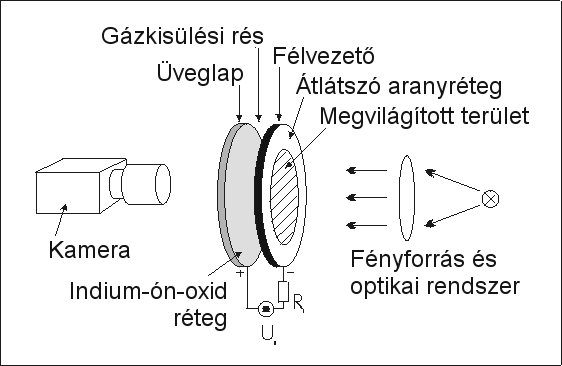 Gázkisülési rés
Üveglap
Félvezető
Átlátszó aranyréteg
Megvilágított terület
Kamera
Indium-ón-oxid
réteg
Fényforrás és
optikai rendszer
+
−
R
U